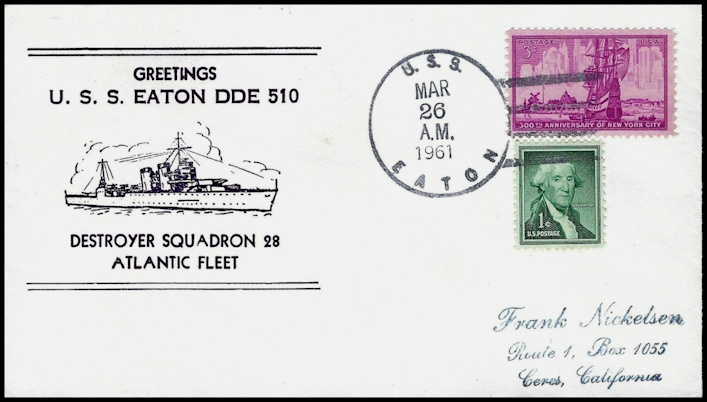 GREETINGS
U. S. S. EATON DDE 510
DESTROYER SQUADRON 28
ATLANTIC FLEET
U. S. S.
MAR
26
A.M.
1961
EATON
POSTAGE U.S.A.
3¢
300TH ANNIVERSARY OF NEW YORK CITY
1¢
U.S. POSTAGE
Frank Nickelsen
Route 1, Box 1055
Ceres, California